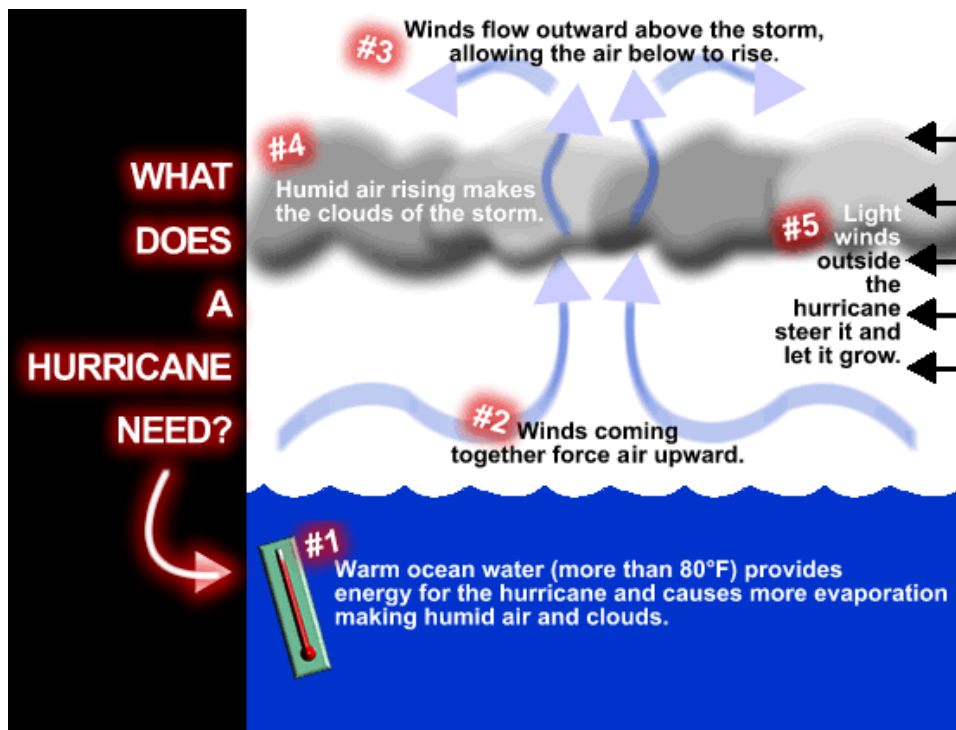 WHAT
DOES
A
HURRICANE
NEED?
#1
Warm ocean water (more than 80°F) provides
energy for the hurricane and causes more evaporation
making humid air and clouds.
#2
Winds coming
together force air upward.
#3
Winds flow outward above the storm,
allowing the air below to rise.
#4
Humid air rising makes
the clouds of the storm.
#5
Light
winds
outside
the
hurricane
steer it and
let it grow.